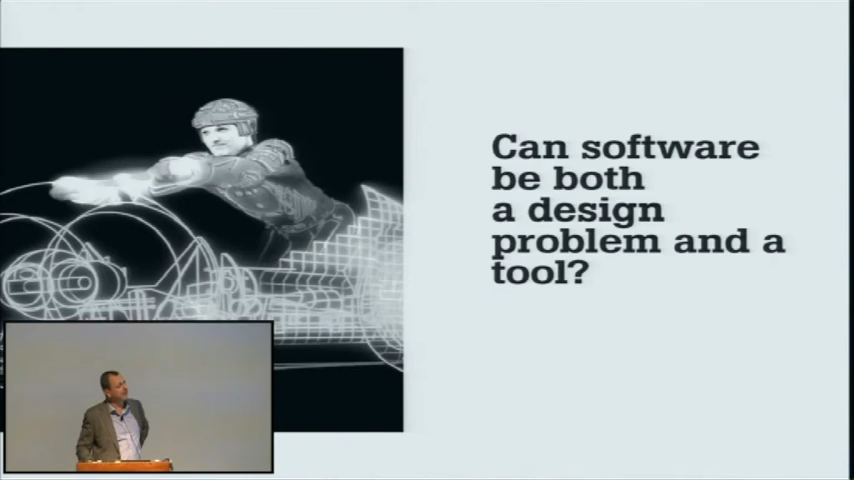 Can software
be both
a design
problem and a
tool?